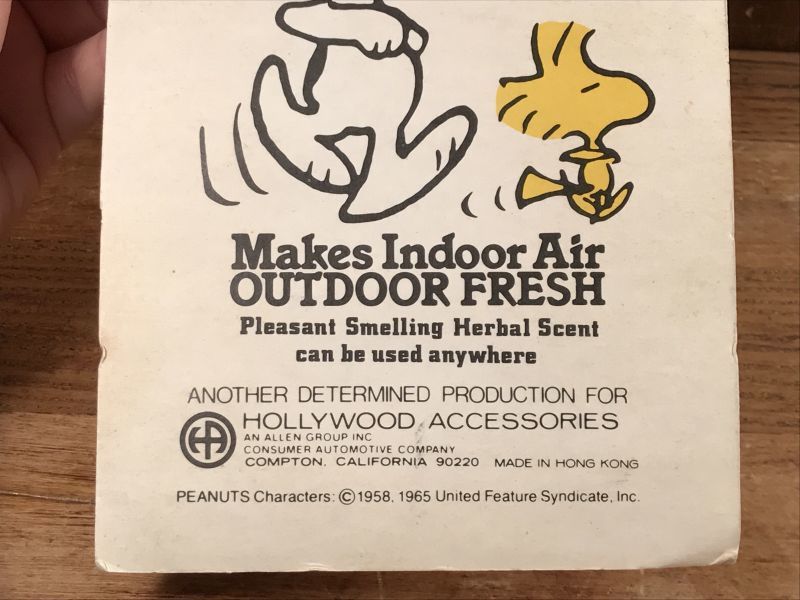 Makes Indoor Air
OUTDOOR FRESH
Pleasant Smelling Herbal Scent
can be used anywhere
ANOTHER DETERMINED PRODUCTION FOR
HA HOLLYWOOD ACCESSORIES
AN ALLEN GROUP INC
CONSUMER AUTOMOTIVE COMPANY
COMPTON, CALIFORNIA 90220 MADE IN HONG KONG
PEANUTS Characters: ©1958, 1965 United Feature Syndicate, Inc.